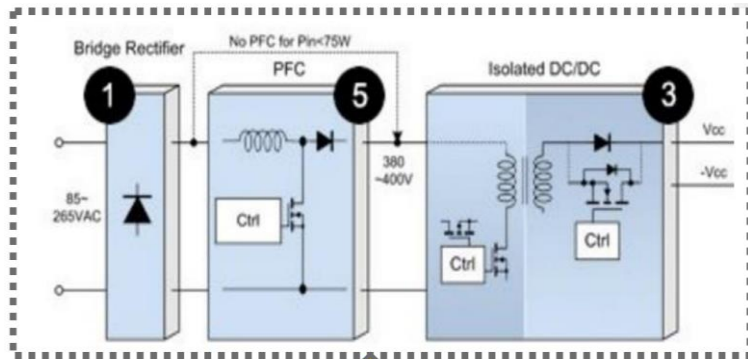 Bridge Rectifier
No PFC for Pin<75W
PFC
Isolated DC/DC
1
5
3
Vcc
-Vcc
380
~400V
85~
265VAC
Ctrl
Ctrl
Ctrl